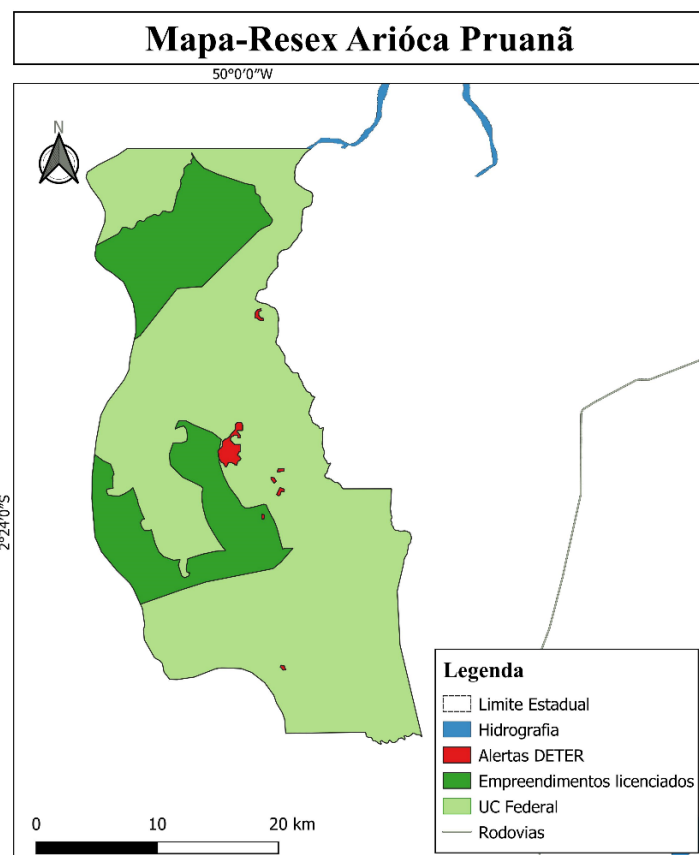 Mapa-Resex Arióca Pruanã
50°0′0″W
N
2°24′0″S
Legenda
Limite Estadual
Hidrografia
Alertas DETER
Empreendimentos licenciados
UC Federal
Rodovias
0 10 20 km